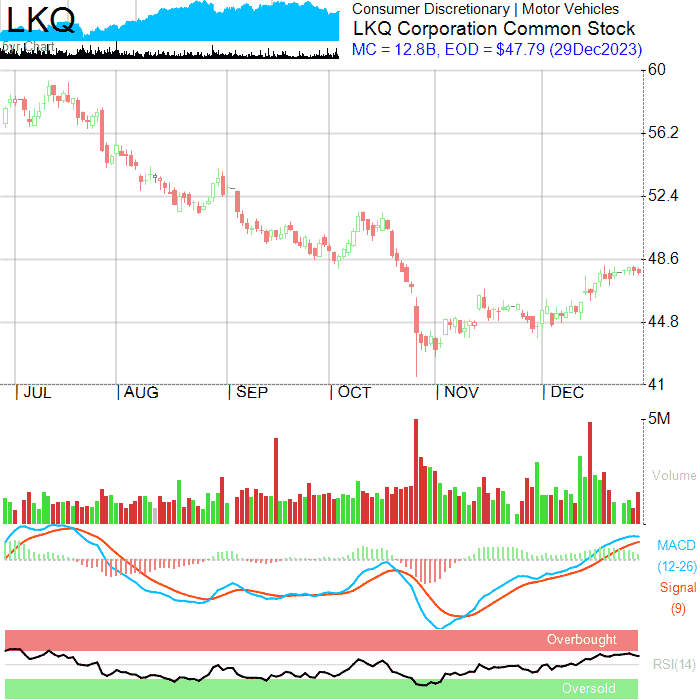 LKQ
5yr Chart
Consumer Discretionary | Motor Vehicles
LKQ Corporation Common Stock
MC = 12.8B, EOD = $47.79 (29Dec2023)
60
56.2
52.4
48.6
44.8
41
JUL AUG SEP OCT NOV DEC
5M
Volume
MACD
(12-26)
Signal
(9)
Overbought
RSI(14)
Oversold